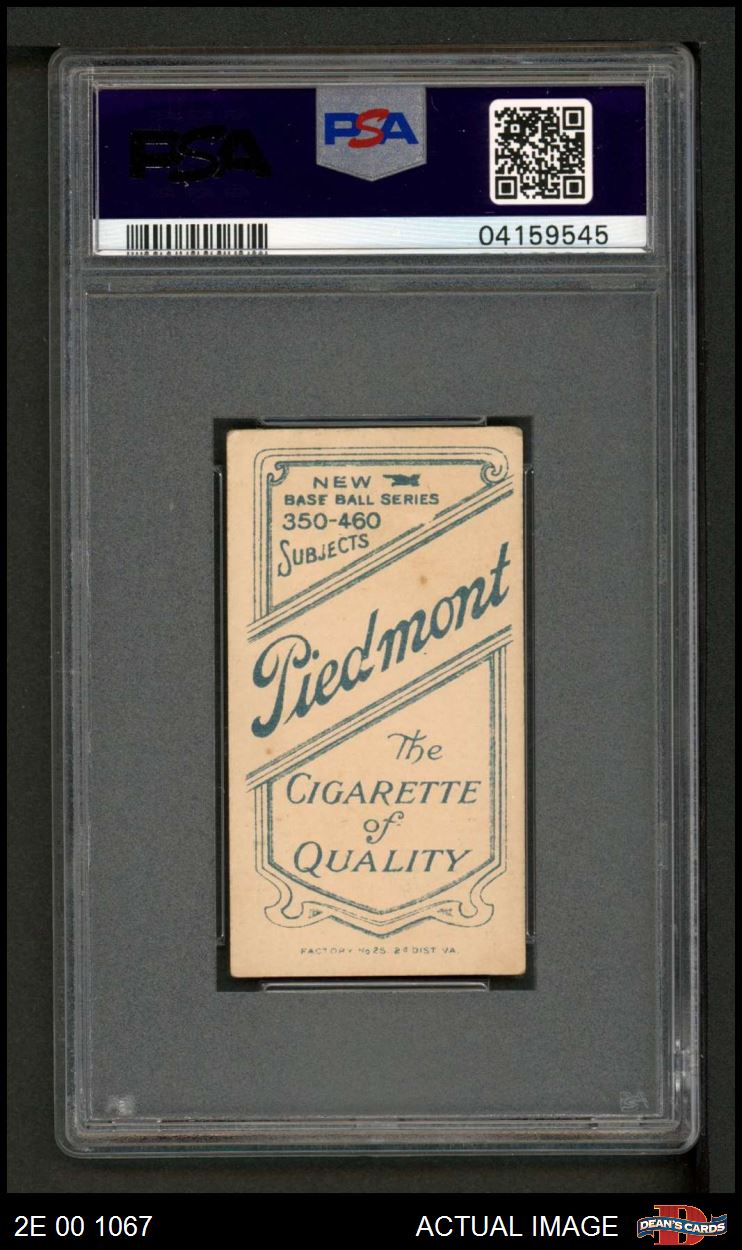 PSA
PSA
04159545
NEW
BASE BALL SERIES
350-460
SUBJECTS
Piedmont
The
CIGARETTE
of
QUALITY
FACTORY No 25. 2d DIST. VA.
2E 00 1067
ACTUAL IMAGE
D
DEAN'S CARDS